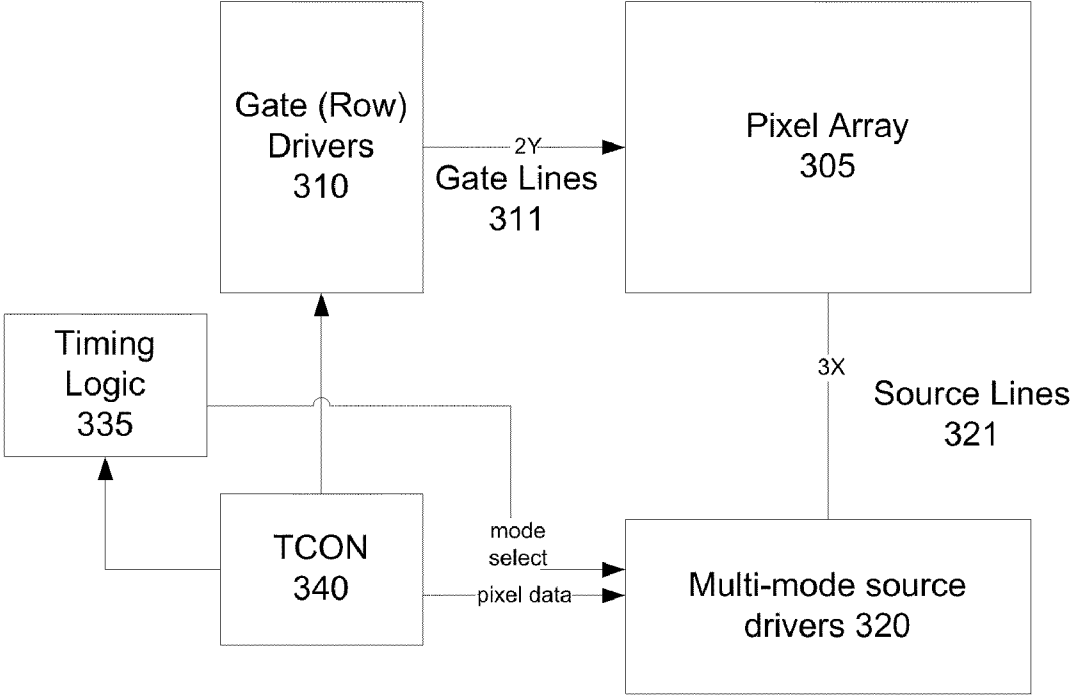 Gate (Row)
Drivers
310
2Y
Gate Lines
311
Pixel Array
305
Timing
Logic
335
3X
Source Lines
321
TCON
340
mode
select
pixel data
Multi-mode source
drivers 320